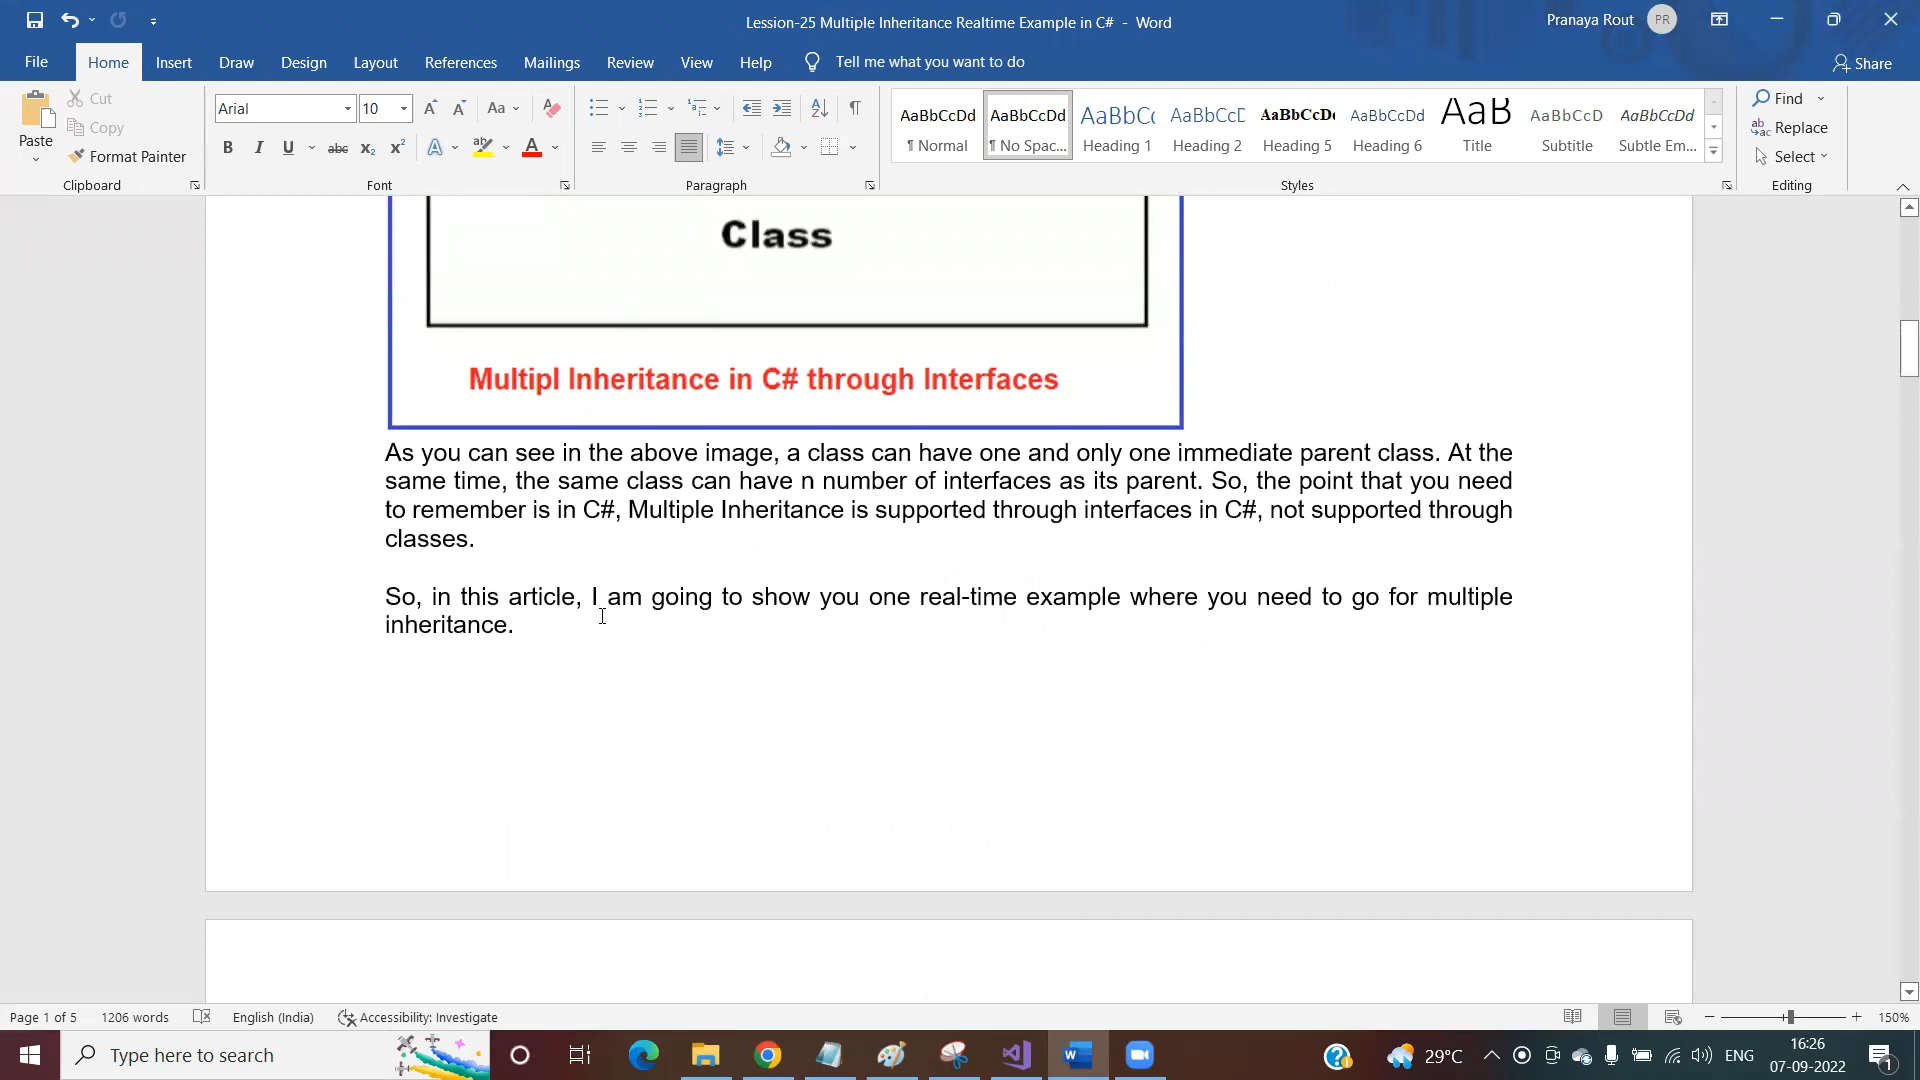 Lession-25 Multiple Inheritance Realtime Example in C# - Word
Pranaya Rout
PR
File
Home
Insert
Draw
Design
Layout
References
Mailings
Review
View
Help
Tell me what you want to do
Share
Paste
Cut
Copy
Format Painter
Clipboard
Arial
10
Aa
B I U abc x₂ x² A A
Font
Paragraph
AaBbCcDd
¶ Normal
AaBbCcDd
¶ No Spac...
AaBbCc
Heading 1
AaBbCcD
Heading 2
AaBbCcDc
Heading 5
AaBbCcDd
Heading 6
AaB
Title
AaBbCcD
Subtitle
AaBbCcDd
Subtle Em...
Styles
Find
Replace
Select
Editing
Class
Multipl Inheritance in C# through Interfaces
As you can see in the above image, a class can have one and only one immediate parent class. At the
same time, the same class can have n number of interfaces as its parent. So, the point that you need
to remember is in C#, Multiple Inheritance is supported through interfaces in C#, not supported through
classes.
So, in this article, I am going to show you one real-time example where you need to go for multiple
inheritance.
Page 1 of 5
1206 words
English (India)
Accessibility: Investigate
150%
Type here to search
29°C
ENG
16:26
07-09-2022
1